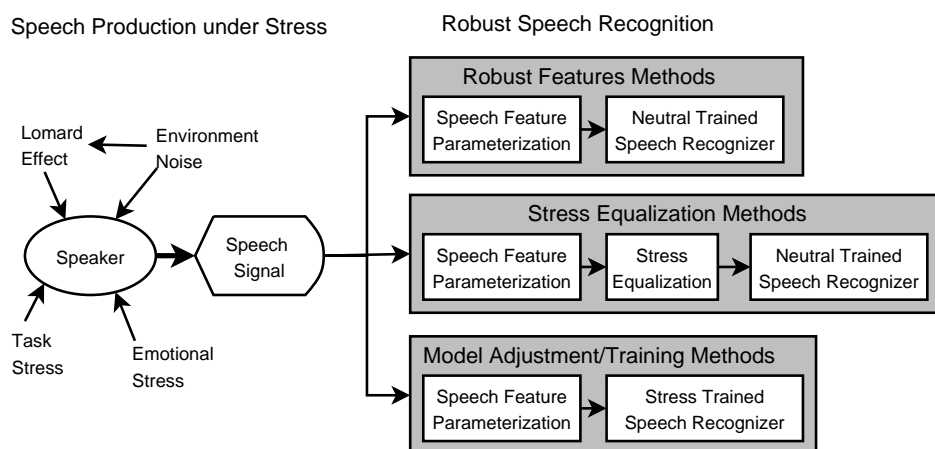 Speech Production under Stress
Robust Speech Recognition
Lomard
Effect
Environment
Noise
Speaker
Task
Stress
Emotional
Stress
Speech
Signal
Robust Features Methods
Speech Feature
Parameterization
Neutral Trained
Speech Recognizer
Stress Equalization Methods
Speech Feature
Parameterization
Stress
Equalization
Neutral Trained
Speech Recognizer
Model Adjustment/Training Methods
Speech Feature
Parameterization
Stress Trained
Speech Recognizer